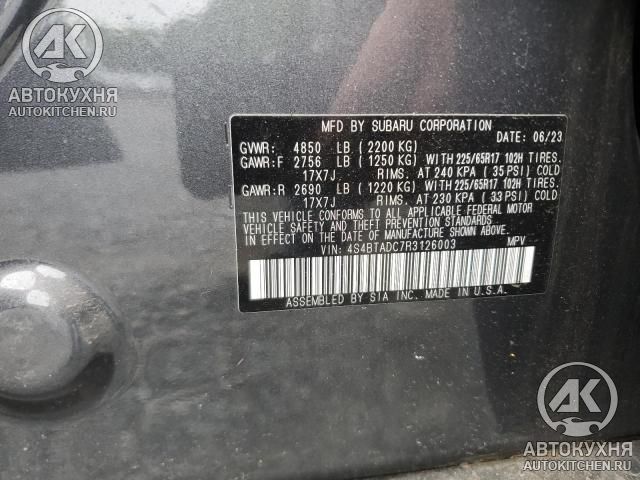 AK
АВТОКУХНЯ
AUTOKITCHEN.RU
MFD BY SUBARU CORPORATION
DATE: 06/23
GVWR: 4850 LB (2200 KG)
GAWR:F 2756 LB (1250 KG) WITH 225/65R17 102H TIRES.
17X7J RIMS. AT 240 KPA (35 PSI) COLD
GAWR:R 2690 LB (1220 KG) WITH 225/65R17 102H TIRES.
17X7J RIMS. AT 230 KPA (33 PSI) COLD
THIS VEHICLE CONFORMS TO ALL APPLICABLE FEDERAL MOTOR
VEHICLE SAFETY AND THEFT PREVENTION STANDARDS
IN EFFECT ON THE DATE OF MANUFACTURE SHOWN ABOVE.
VIN: 4S4BTADC7R3126003 MPV
ASSEMBLED BY SIA INC. MADE IN U.S.A.
AK
АВТОКУХНЯ
AUTOKITCHEN.RU